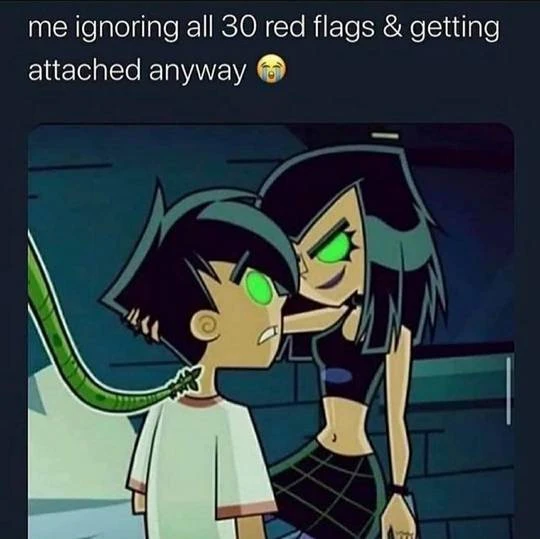 me ignoring all 30 red flags & getting
attached anyway 😭